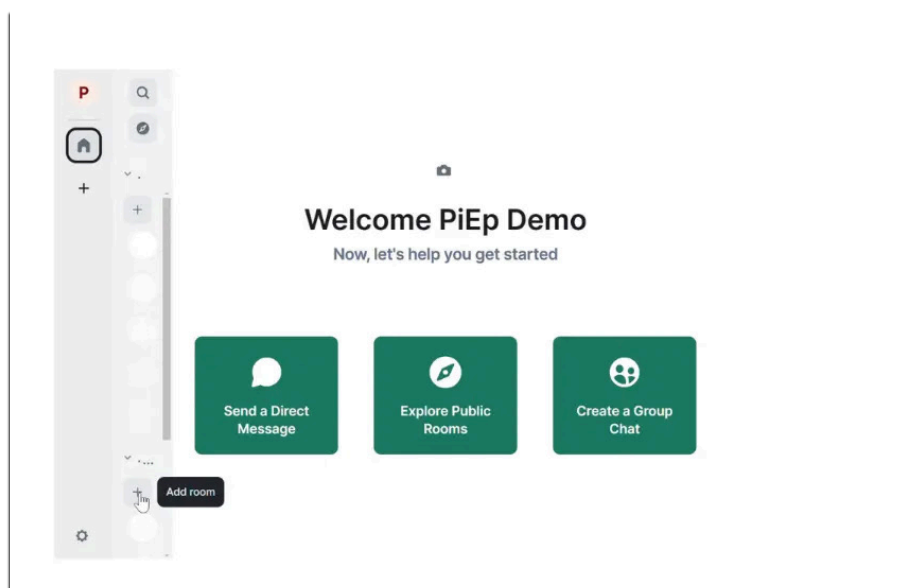 P
Welcome PiEp Demo
Now, let's help you get started
Send a Direct
Message
Explore Public
Rooms
Create a Group
Chat
Add room